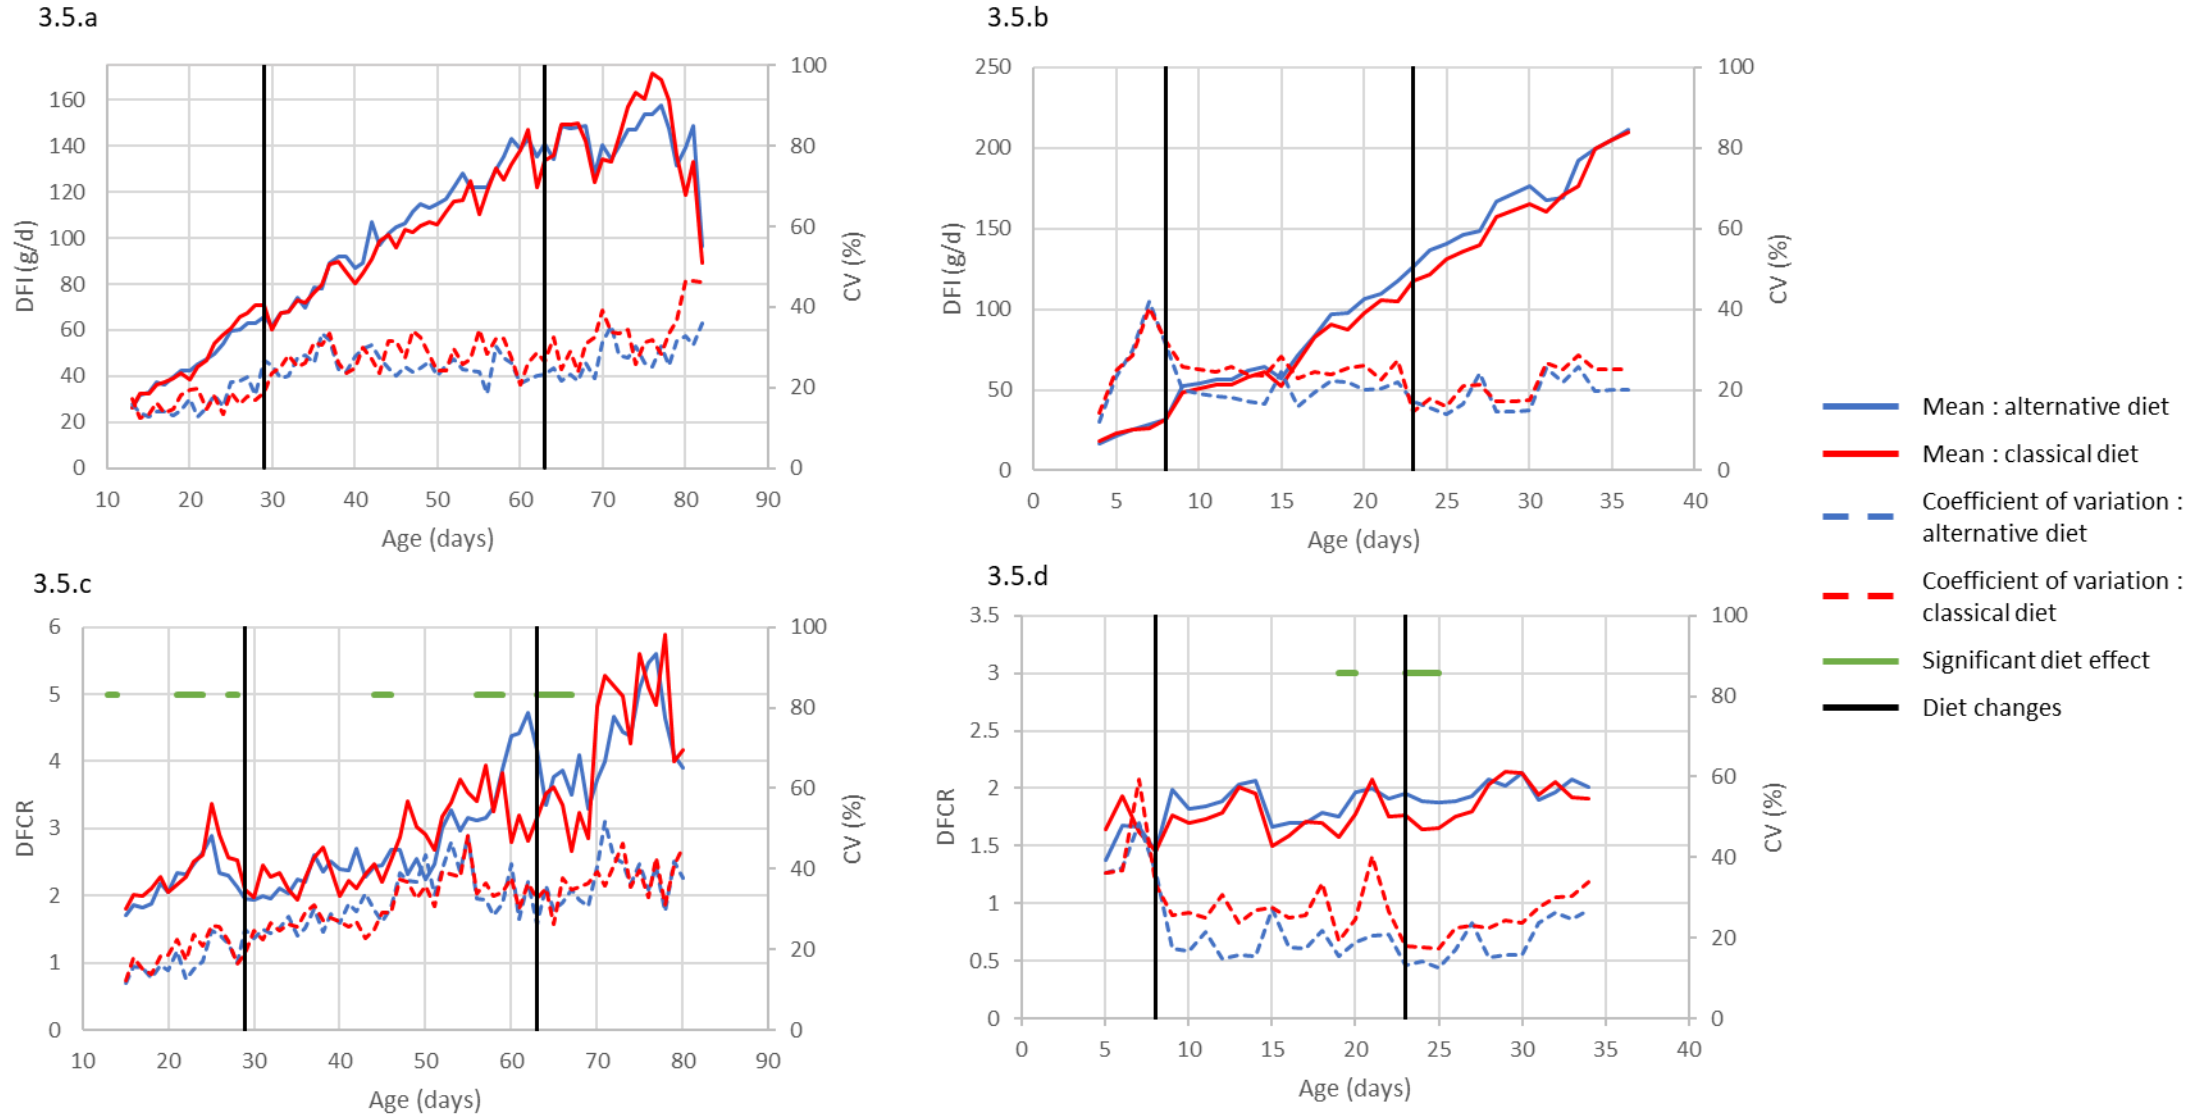 3.5.a
160
140
120
100
80
60
40
20
0
DFI (g/d)
100
80
60
40
20
0
CV (%)
10 20 30 40 50 60 70 80 90
Age (days)
3.5.b
250
200
150
100
50
0
DFI (g/d)
100
80
60
40
20
0
CV (%)
0 5 10 15 20 25 30 35 40
Age (days)
3.5.c
6
5
4
3
2
1
0
DFCR
100
80
60
40
20
0
CV (%)
10 20 30 40 50 60 70 80 90
Age (days)
3.5.d
3.5
3
2.5
2
1.5
1
0.5
0
DFCR
100
80
60
40
20
0
CV (%)
0 5 10 15 20 25 30 35 40
Age (days)
Mean : alternative diet
Mean : classical diet
Coefficient of variation :
alternative diet
Coefficient of variation :
classical diet
Significant diet effect
Diet changes